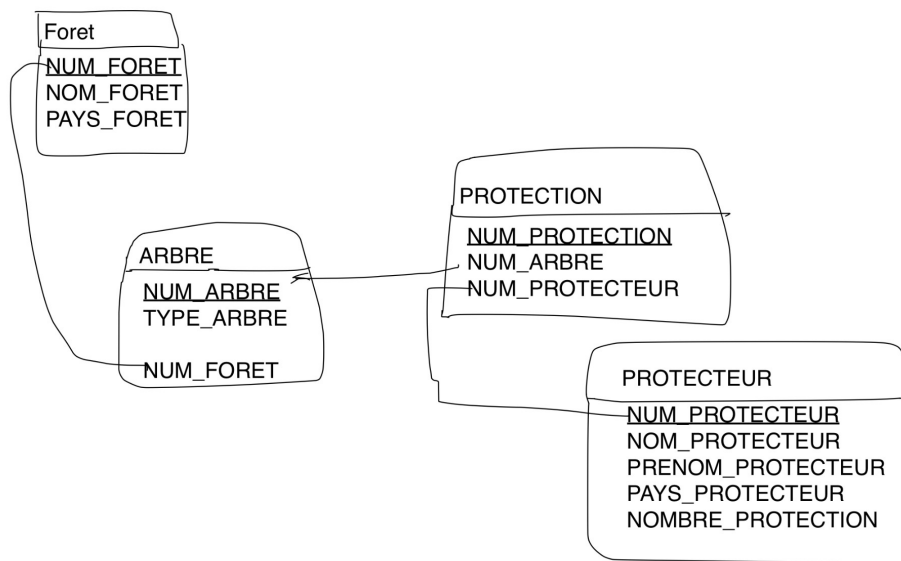 Foret
NUM_FORET
NOM_FORET
PAYS_FORET
ARBRE
NUM_ARBRE
TYPE_ARBRE
NUM_FORET
PROTECTION
NUM_PROTECTION
NUM_ARBRE
NUM_PROTECTEUR
PROTECTEUR
NUM_PROTECTEUR
NOM_PROTECTEUR
PRENOM_PROTECTEUR
PAYS_PROTECTEUR
NOMBRE_PROTECTION